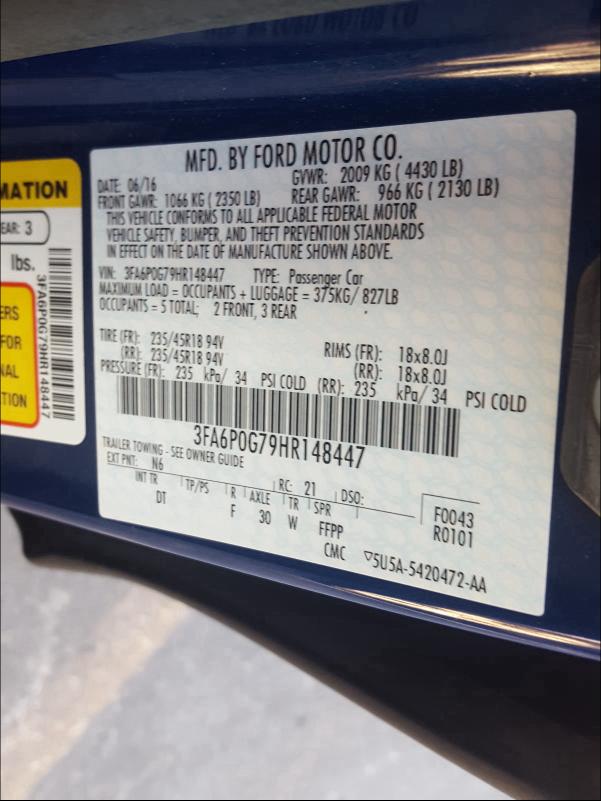 MATION
EAR: 3
lbs.
ERS
FOR
NAL
TION
3FA6P0G79HR148447
MFD. BY FORD MOTOR CO.
DATE: 06/16 GVWR: 2009 KG ( 4430 LB)
FRONT GAWR: 1066 KG ( 2350 LB) REAR GAWR: 966 KG ( 2130 LB)
THIS VEHICLE CONFORMS TO ALL APPLICABLE FEDERAL MOTOR
VEHICLE SAFETY, BUMPER, AND THEFT PREVENTION STANDARDS
IN EFFECT ON THE DATE OF MANUFACTURE SHOWN ABOVE.
VIN: 3FA6P0G79HR148447 TYPE: Passenger Car
MAXIMUM LOAD = OCCUPANTS + LUGGAGE = 375KG/ 827LB
OCCUPANTS = 5 TOTAL; 2 FRONT, 3 REAR
TIRE (FR): 235/45R18 94V RIMS (FR): 18x8.0J
(RR): 235/45R18 94V (RR): 18x8.0J
PRESSURE (FR): 235 kPa/ 34 PSI COLD (RR): 235 kPa/ 34 PSI COLD
3FA6P0G79HR148447
TRAILER TOWING - SEE OWNER GUIDE
EXT PNT: N6 RC: 21 DSO:
INT TR TP/PS R AXLE TR SPR F0043
DT F 30 W FFPP R0101
CMC ▽5U5A-5420472-AA